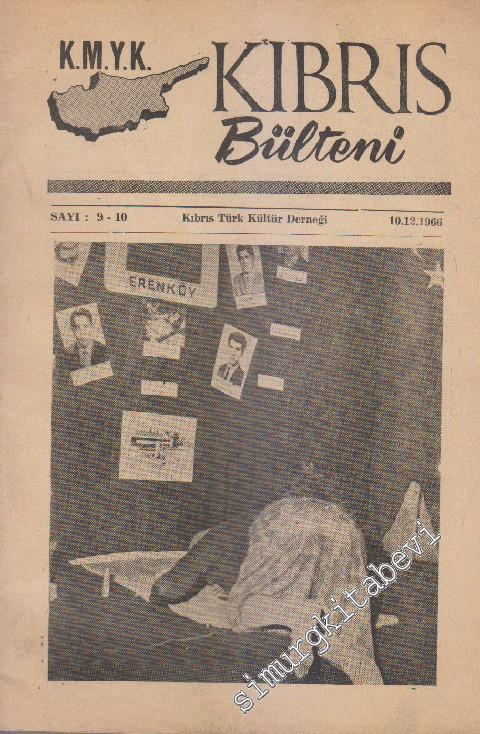 K.M.Y.K.
KIBRIS
Bülteni
SAYI : 9 - 10 Kıbrıs Türk Kültür Derneği 10.12.1966
ERENKÖY
simurgkitabevi